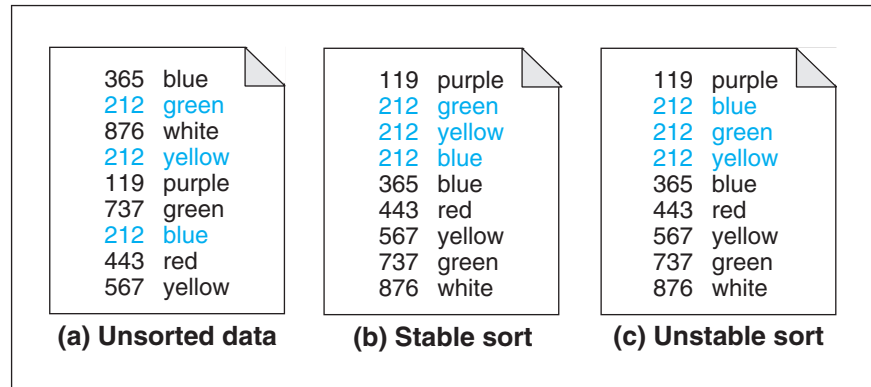 365 blue
212 green
876 white
212 yellow
119 purple
737 green
212 blue
443 red
567 yellow
(a) Unsorted data
119 purple
212 green
212 yellow
212 blue
365 blue
443 red
567 yellow
737 green
876 white
(b) Stable sort
119 purple
212 blue
212 green
212 yellow
365 blue
443 red
567 yellow
737 green
876 white
(c) Unstable sort